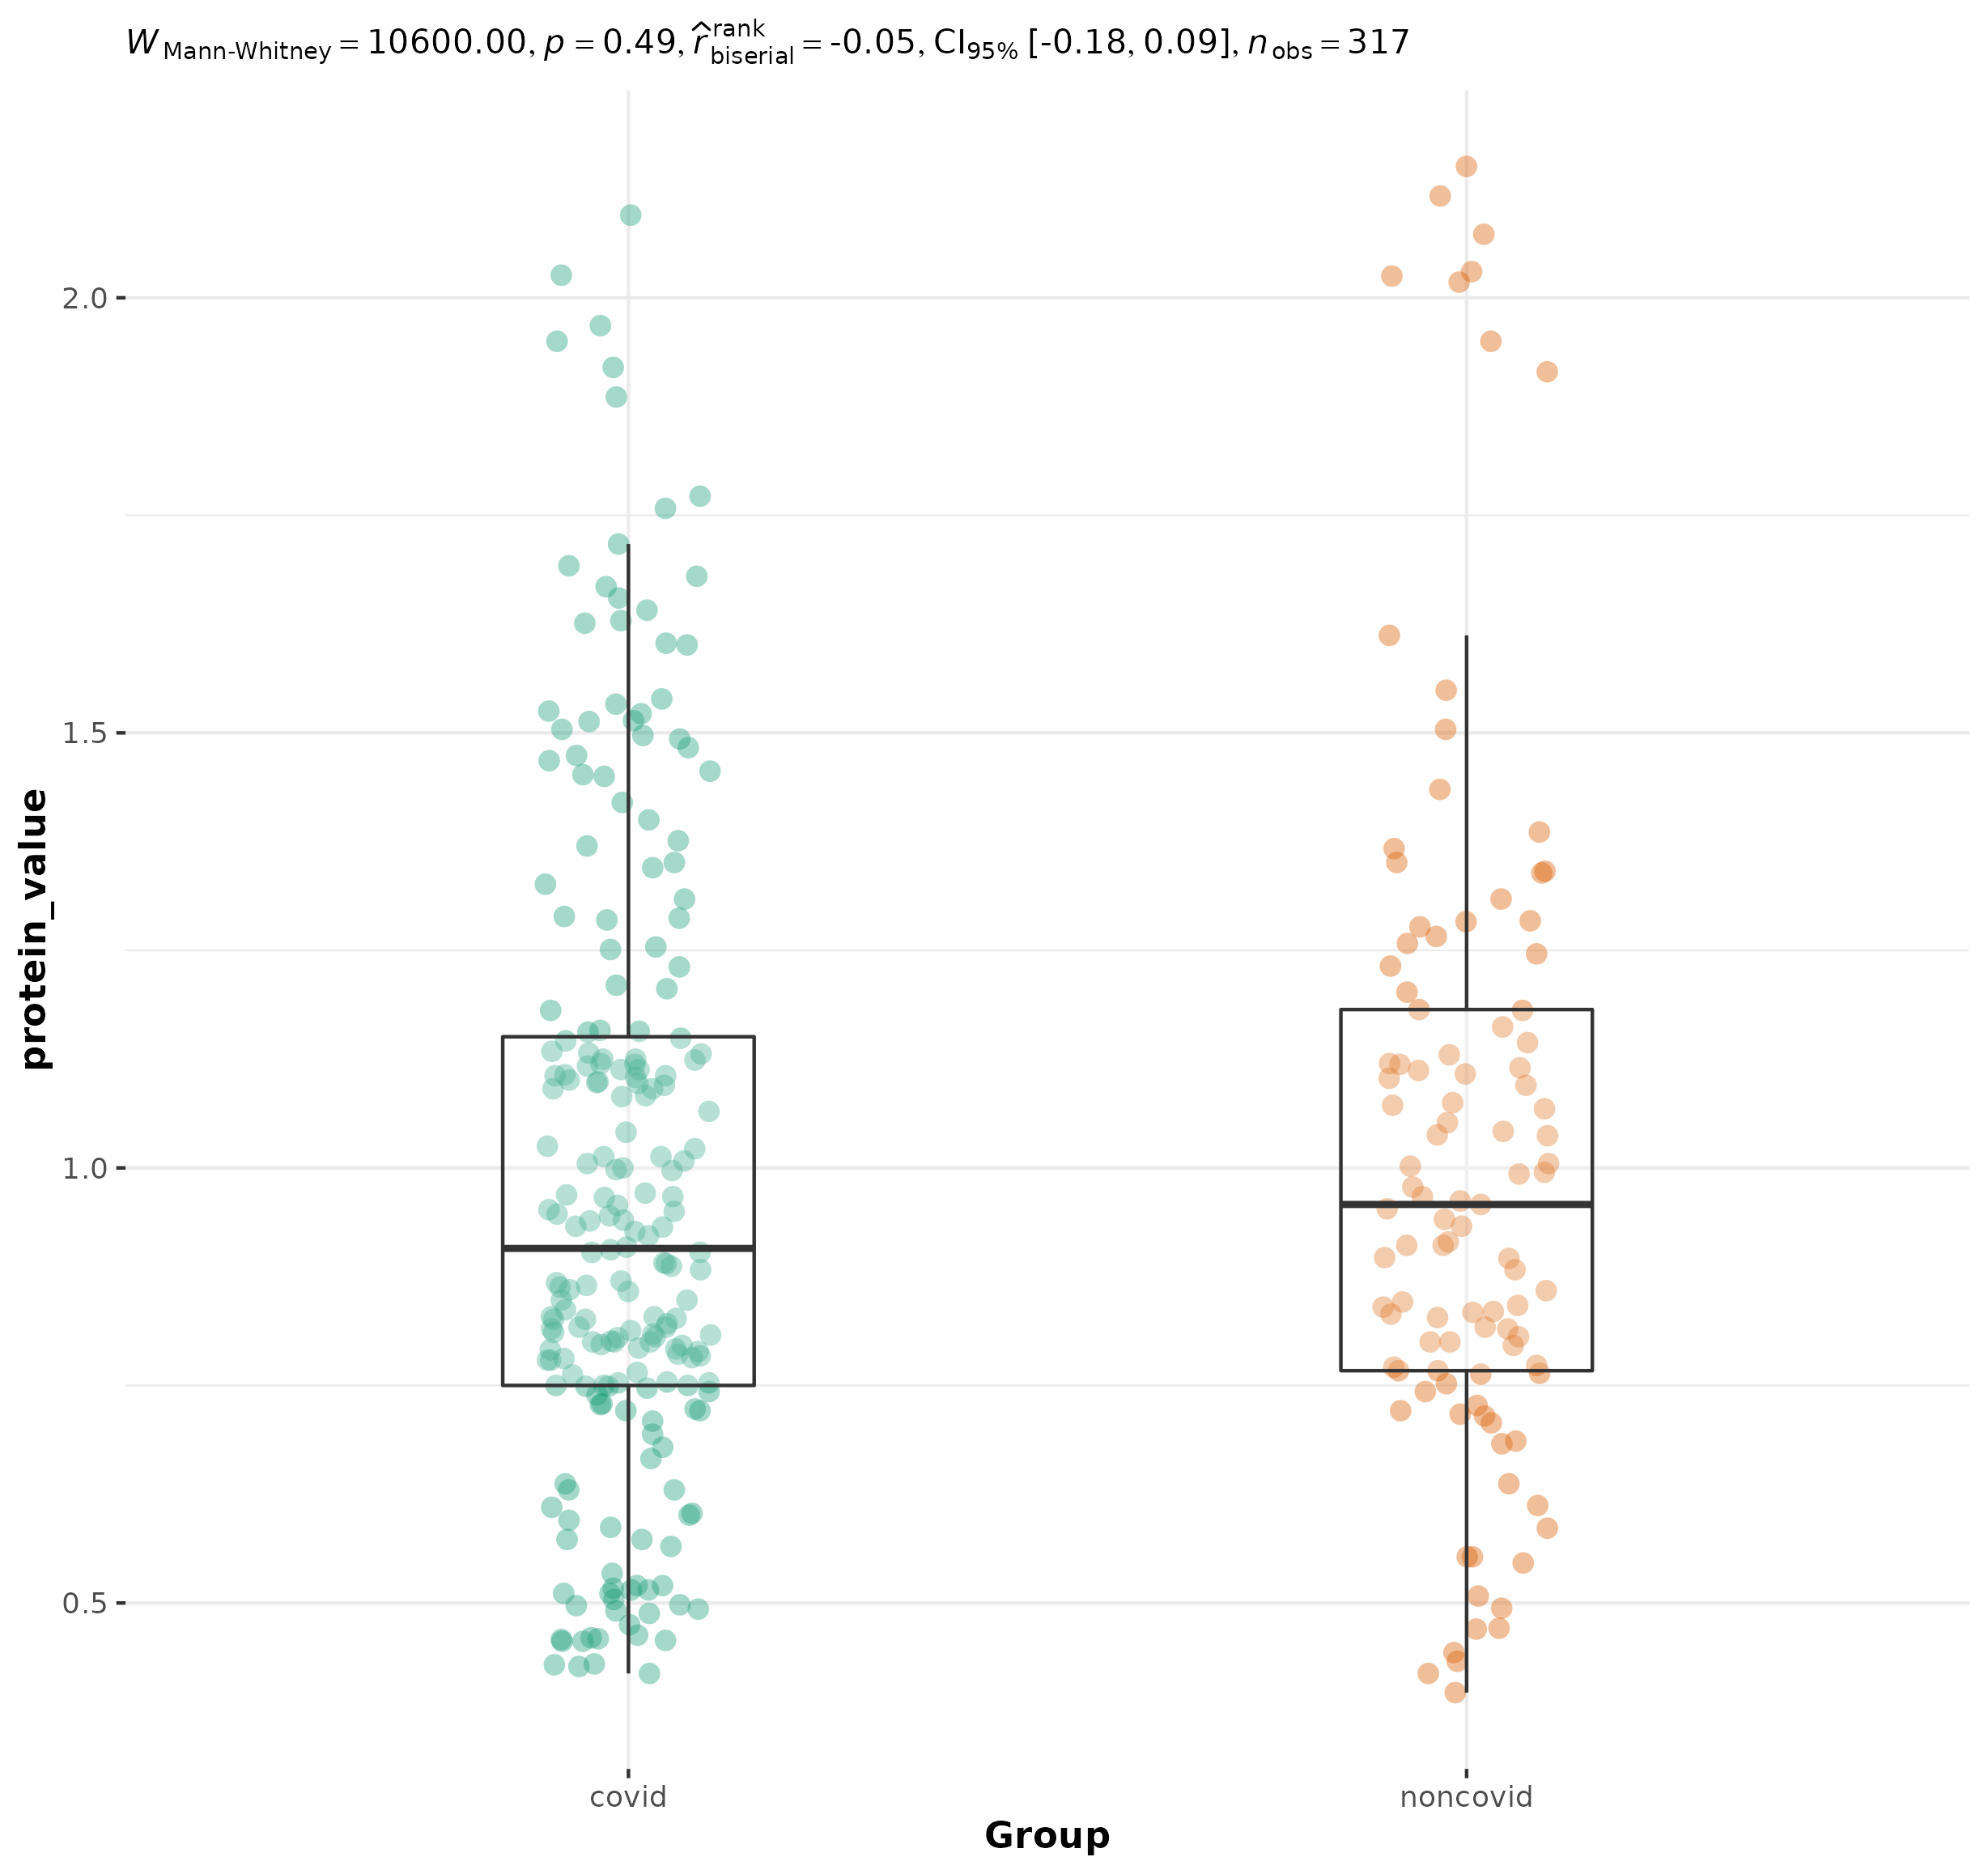 W Mann-Whitney = 10600.00, p = 0.49, r̂ rank biserial = -0.05, CI95% [-0.18, 0.09], n obs = 317
protein_value
2.0
1.5
1.0
0.5
covid noncovid
Group